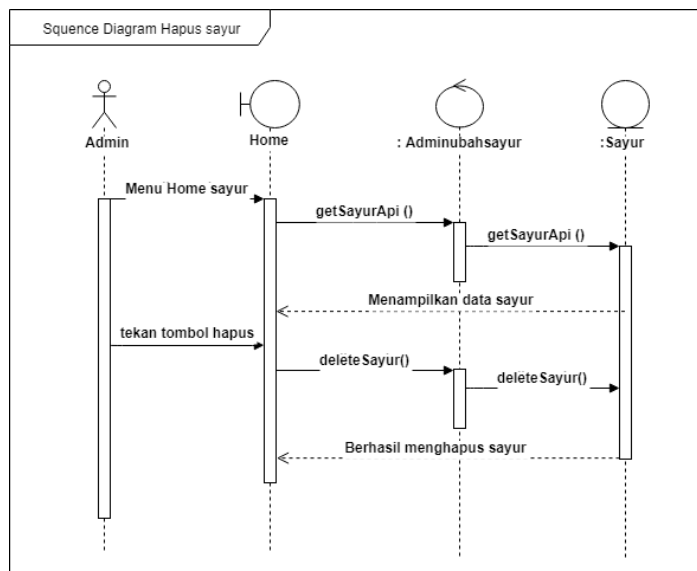 Squence Diagram Hapus sayur
Admin
Home
: Adminubahsayur
:Sayur
Menu Home sayur
getSayurApi ()
getSayurApi ()
Menampilkan data sayur
tekan tombol hapus
deleteSayur()
deleteSayur()
Berhasil menghapus sayur